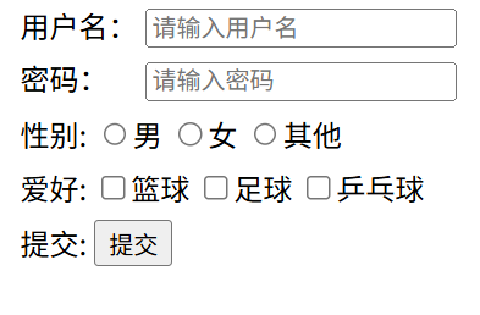 用户名： 请输入用户名
密码： 请输入密码
性别: 男 女 其他
爱好: 篮球 足球 乒乓球
提交: 提交